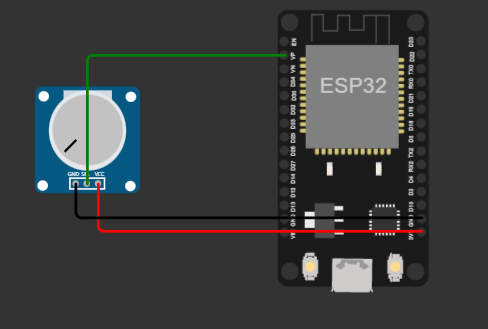 ESP32
GND SIG VCC
EN
VP
VN
D34
D35
D32
D33
D25
D26
D27
D14
D12
D13
GND
VIN
D23
D22
TX0
RX0
D21
D19
D18
D5
TX2
RX2
D4
D2
D15
GND
3V3